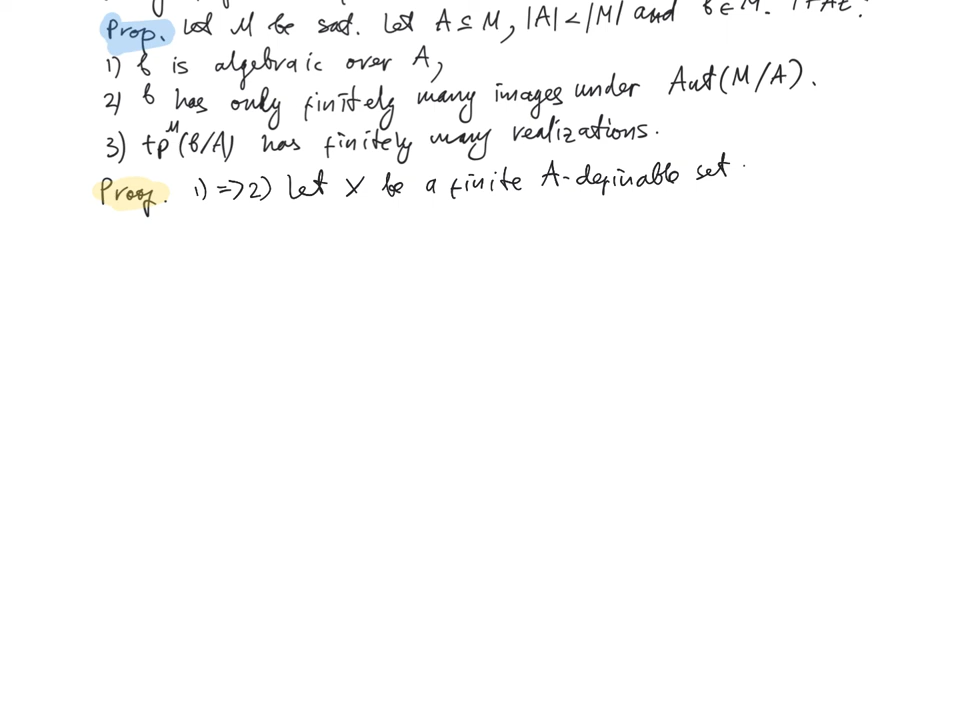 Prop. Let M be sat. Let A ⊆ M, |A| < |M| and b ∈ M. TFAE:
1) b is algebraic over A,
2) b has only finitely many images under Aut(M/A).
3) tp^M(b/A) has finitely many realizations.
Proof. 1) => 2) Let X be a finite A-definable set.